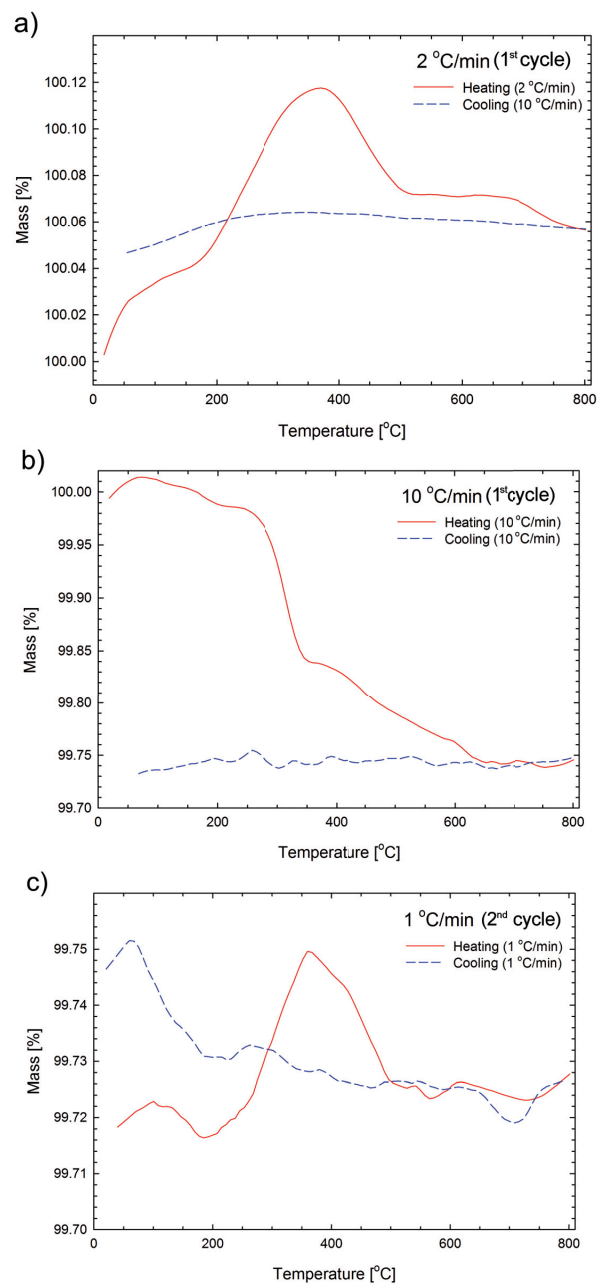 a)
2 °C/min (1st cycle)
Heating (2 °C/min)
Cooling (10 °C/min)
100.12
100.10
100.08
100.06
100.04
100.02
100.00
Mass [%]
0 200 400 600 800
Temperature [°C]
b)
10 °C/min (1st cycle)
Heating (10 °C/min)
Cooling (10 °C/min)
100.00
99.95
99.90
99.85
99.80
99.75
99.70
Mass [%]
0 200 400 600 800
Temperature [°C]
c)
1 °C/min (2nd cycle)
Heating (1 °C/min)
Cooling (1 °C/min)
99.75
99.74
99.73
99.72
99.71
99.70
Mass [%]
0 200 400 600 800
Temperature [°C]